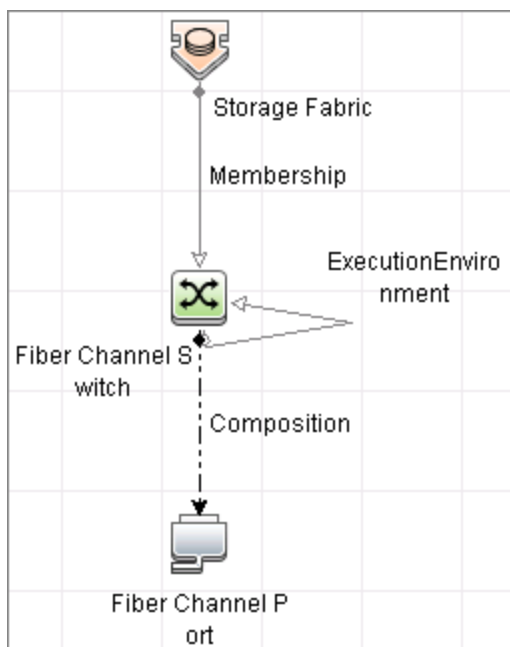 Storage Fabric
Membership
ExecutionEnviro
nment
Fiber Channel S
witch
Composition
Fiber Channel P
ort